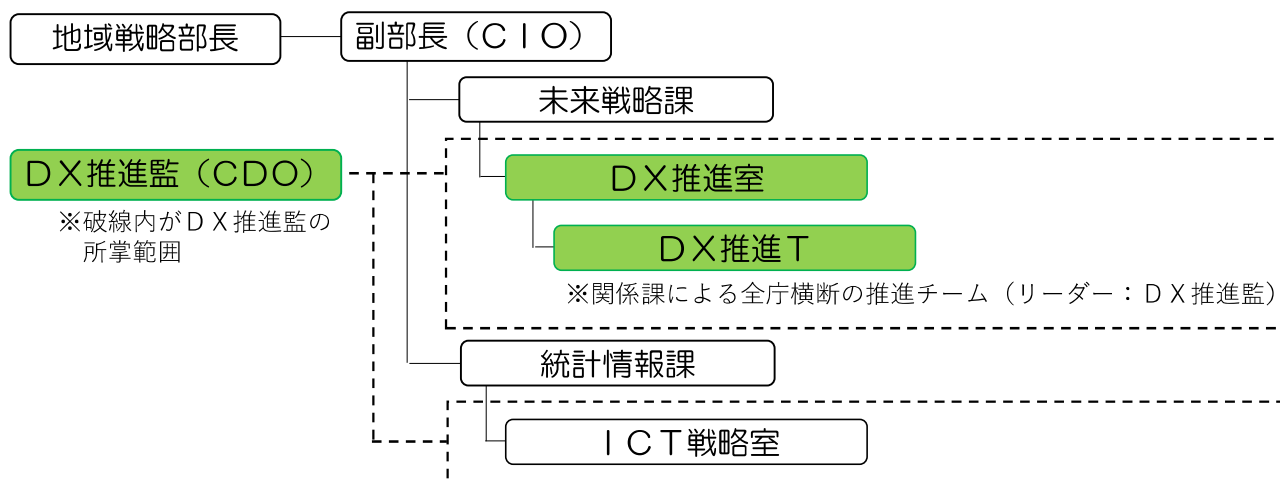 地域戦略部長
副部長（ＣＩＯ）
未来戦略課
ＤＸ推進監（ＣＤＯ）
※破線内がＤＸ推進監の
所掌範囲
ＤＸ推進室
ＤＸ推進Ｔ
※関係課による全庁横断の推進チーム（リーダー：ＤＸ推進監）
統計情報課
ＩＣＴ戦略室